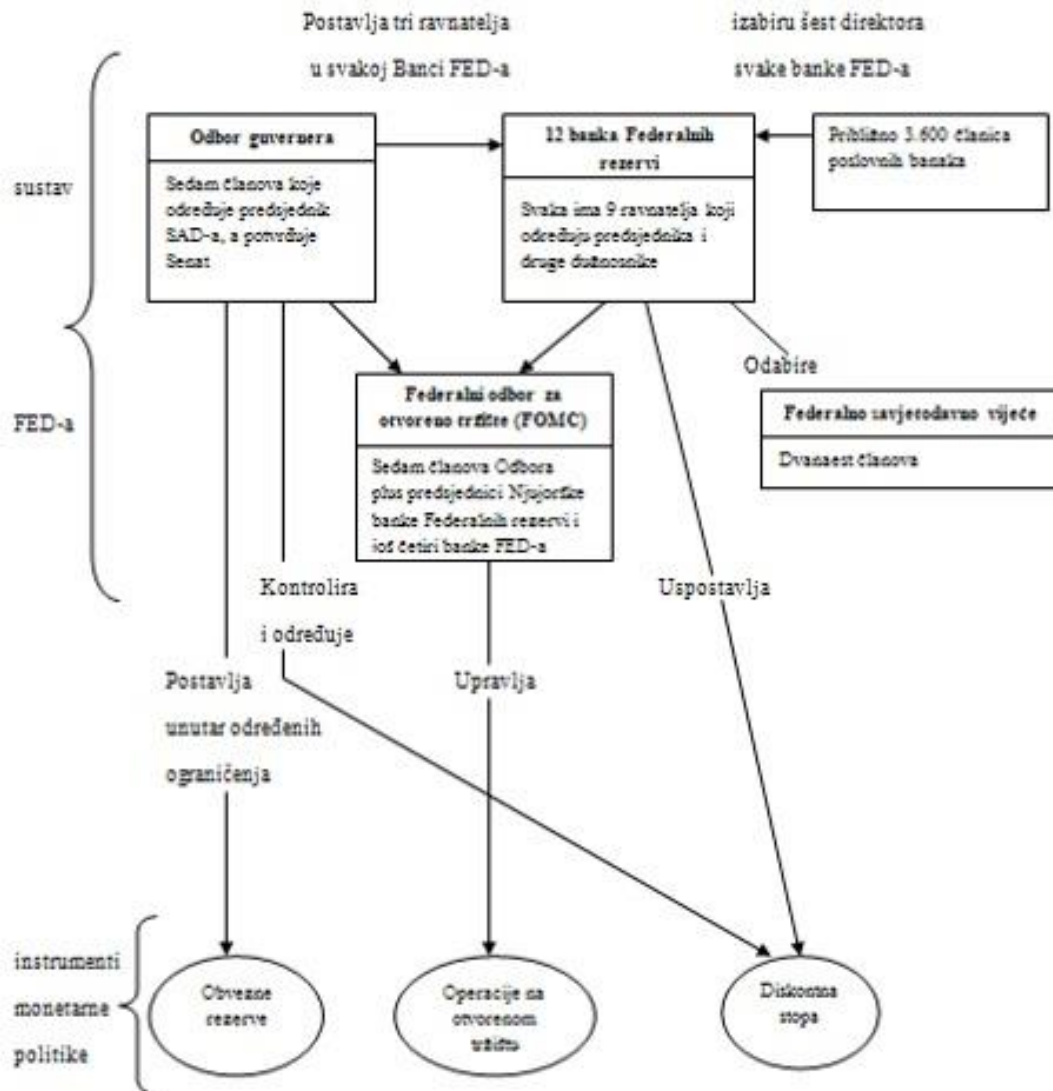 Postavlja tri ravnatelja
u svakoj Banci FED-a
izabiru šest direktora
svake banke FED-a
sustav
FED-a
Odbor guvernera
Sedam članova koje
određuje predsjednik
SAD-a, a potvrđuje
Senat
12 banka Federalnih
rezervi
Svaka ima 9 ravnatelja koji
određuju predsjednika i
druge dužnosnike
Približno 3.600 članica
poslovnih banaka
Odabire
Federalni odbor za
otvoreno tržište (FOMC)
Sedam članova Odbora
plus predsjednici Njujorške
banke Federalnih rezervi i
još četiri banke FED-a
Federalno savjetodavno vijeće
Dvanaest članova
Kontrolira
i određuje
Uspostavlja
Postavlja
unutar određenih
ograničenja
Upravlja
instrumenti
monetarne
politike
Obvezne
rezerve
Operacije na
otvorenom
tržištu
Diskontna
stopa